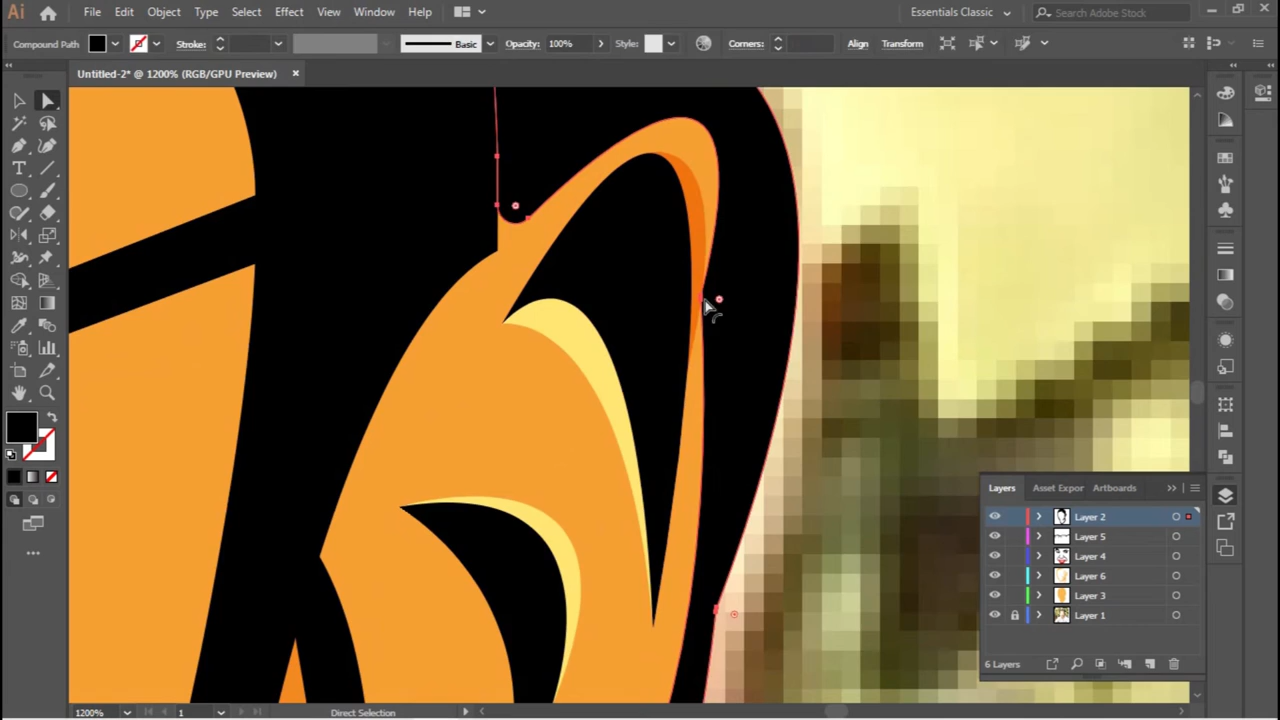 Ai File Edit Object Type Select Effect View Window Help Essentials Classic Search Adobe Stock
Compound Path Stroke: Basic Opacity: 100% Style: Corners: Align Transform
Untitled-2* @ 1200% (RGB/GPU Preview) ×
T
Layers Asset Expor Artboards
Layer 2
Layer 5
Layer 4
Layer 6
Layer 3
Layer 1
6 Layers
1200% 1 Direct Selection